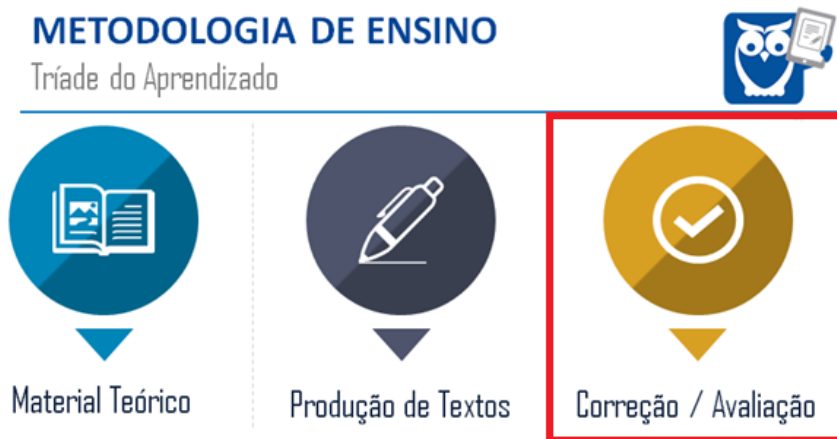 METODOLOGIA DE ENSINO
Tríade do Aprendizado
Material Teórico
Produção de Textos
Correção / Avaliação